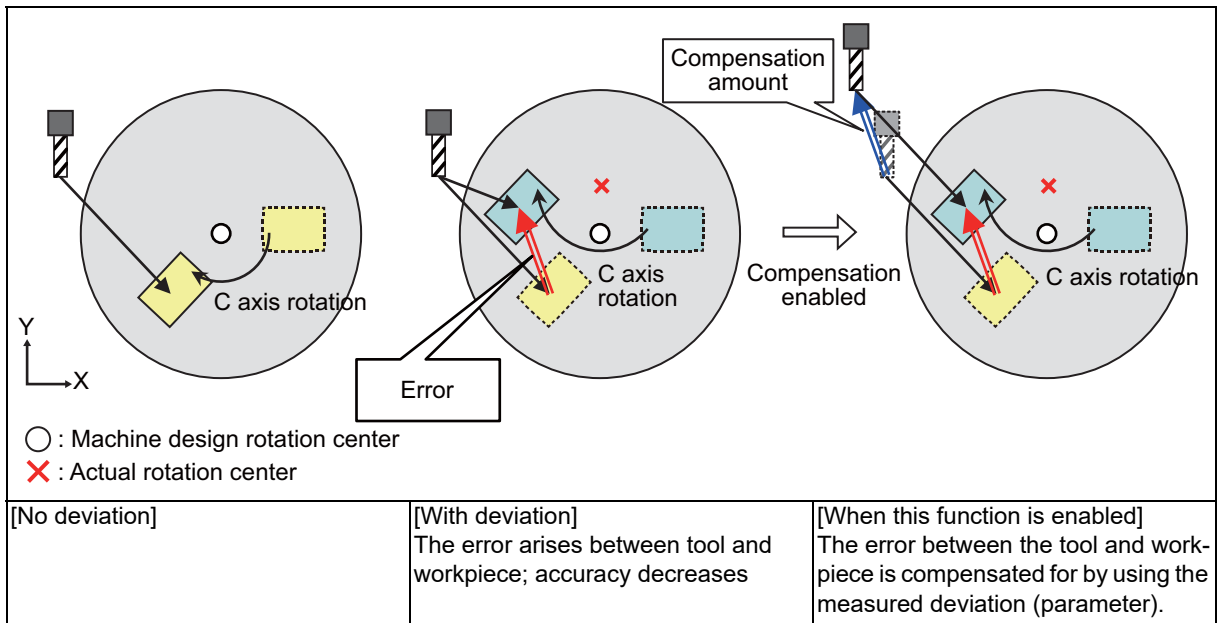 Compensation
amount
C axis rotation
C axis
rotation
Compensation
enabled
C axis rotation
Error
Y
X
: Machine design rotation center
: Actual rotation center
[No deviation]
[With deviation]
The error arises between tool and
workpiece; accuracy decreases
[When this function is enabled]
The error between the tool and work-
piece is compensated for by using the
measured deviation (parameter).